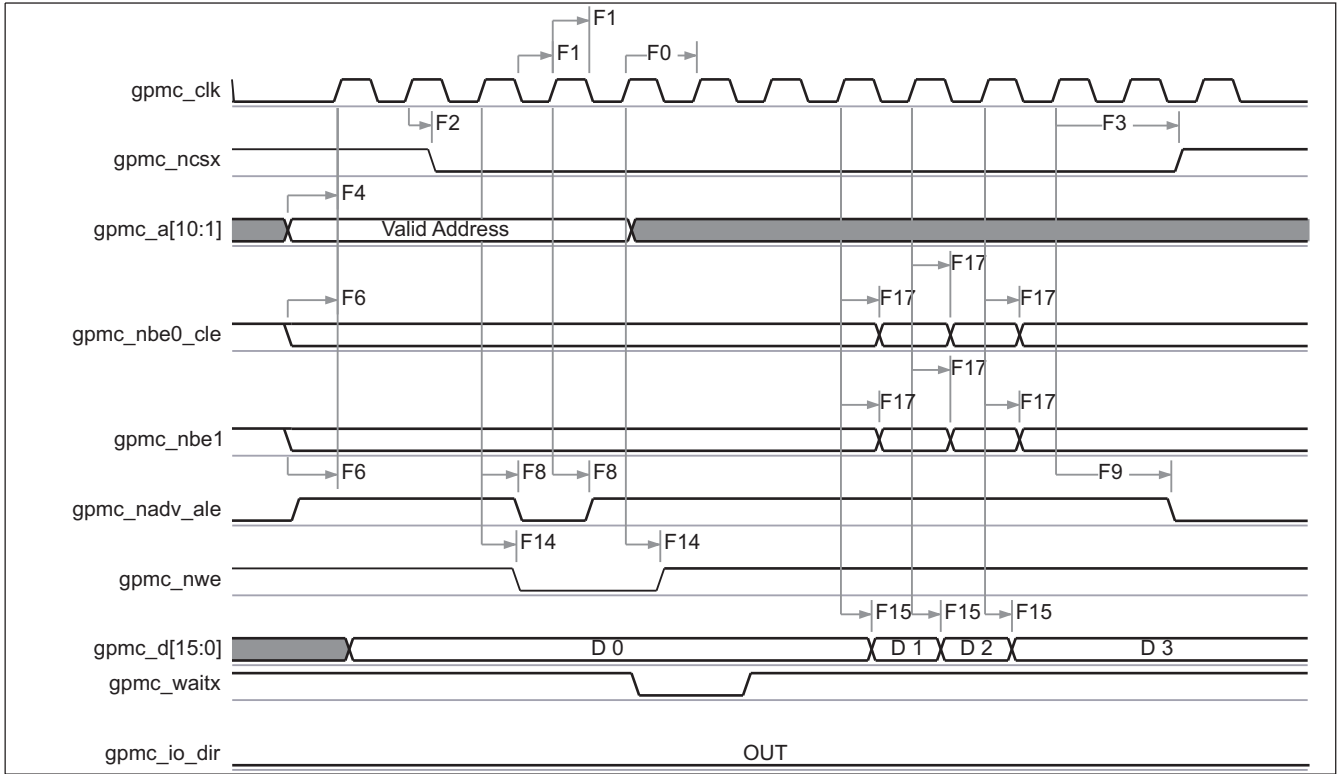 F1
F1 F0
gpmc_clk
F2 F3
gpmc_ncsx
F4
gpmc_a[10:1] Valid Address
F17
F6 F17 F17
gpmc_nbe0_cle
F17
F17 F17
gpmc_nbe1
F6 F8 F8 F9
gpmc_nadv_ale
F14 F14
gpmc_nwe
F15 F15 F15
gpmc_d[15:0] D 0 D 1 D 2 D 3
gpmc_waitx
gpmc_io_dir OUT